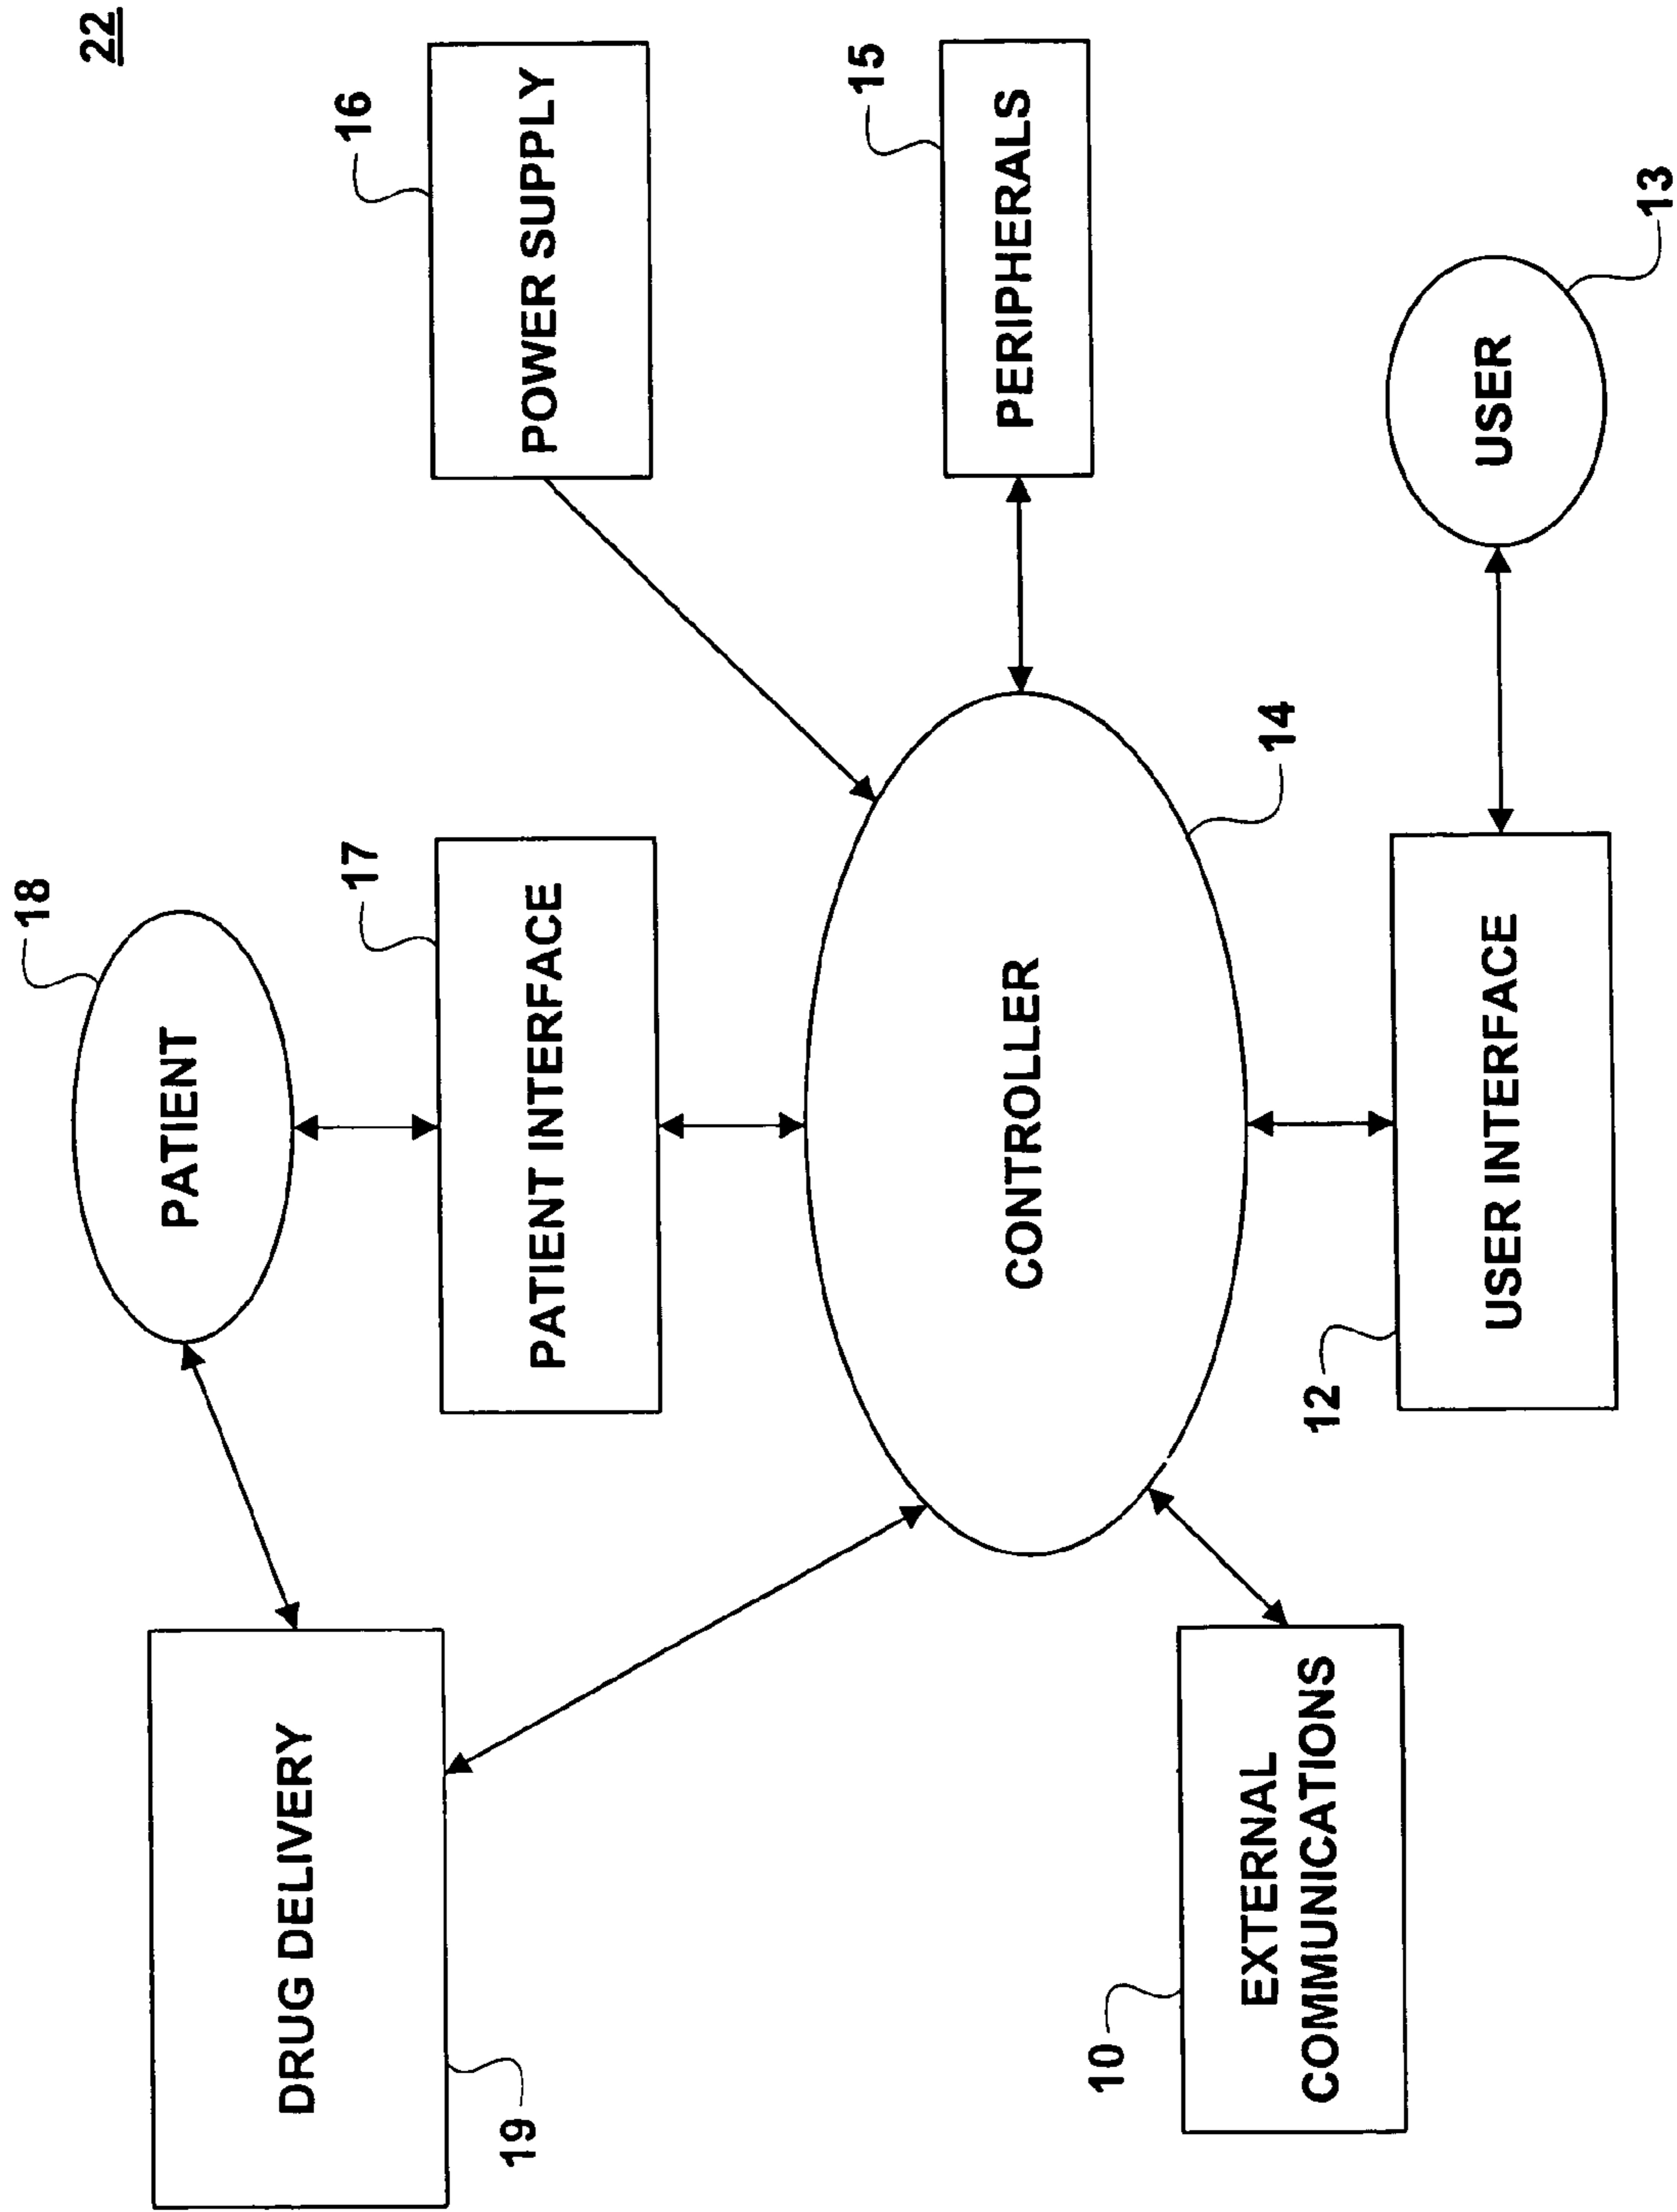 22
18
PATIENT
DRUG DELIVERY
19
17
PATIENT INTERFACE
16
POWER SUPPLY
CONTROLLER
14
15
PERIPHERALS
10
EXTERNAL
COMMUNICATIONS
12
USER INTERFACE
USER
13